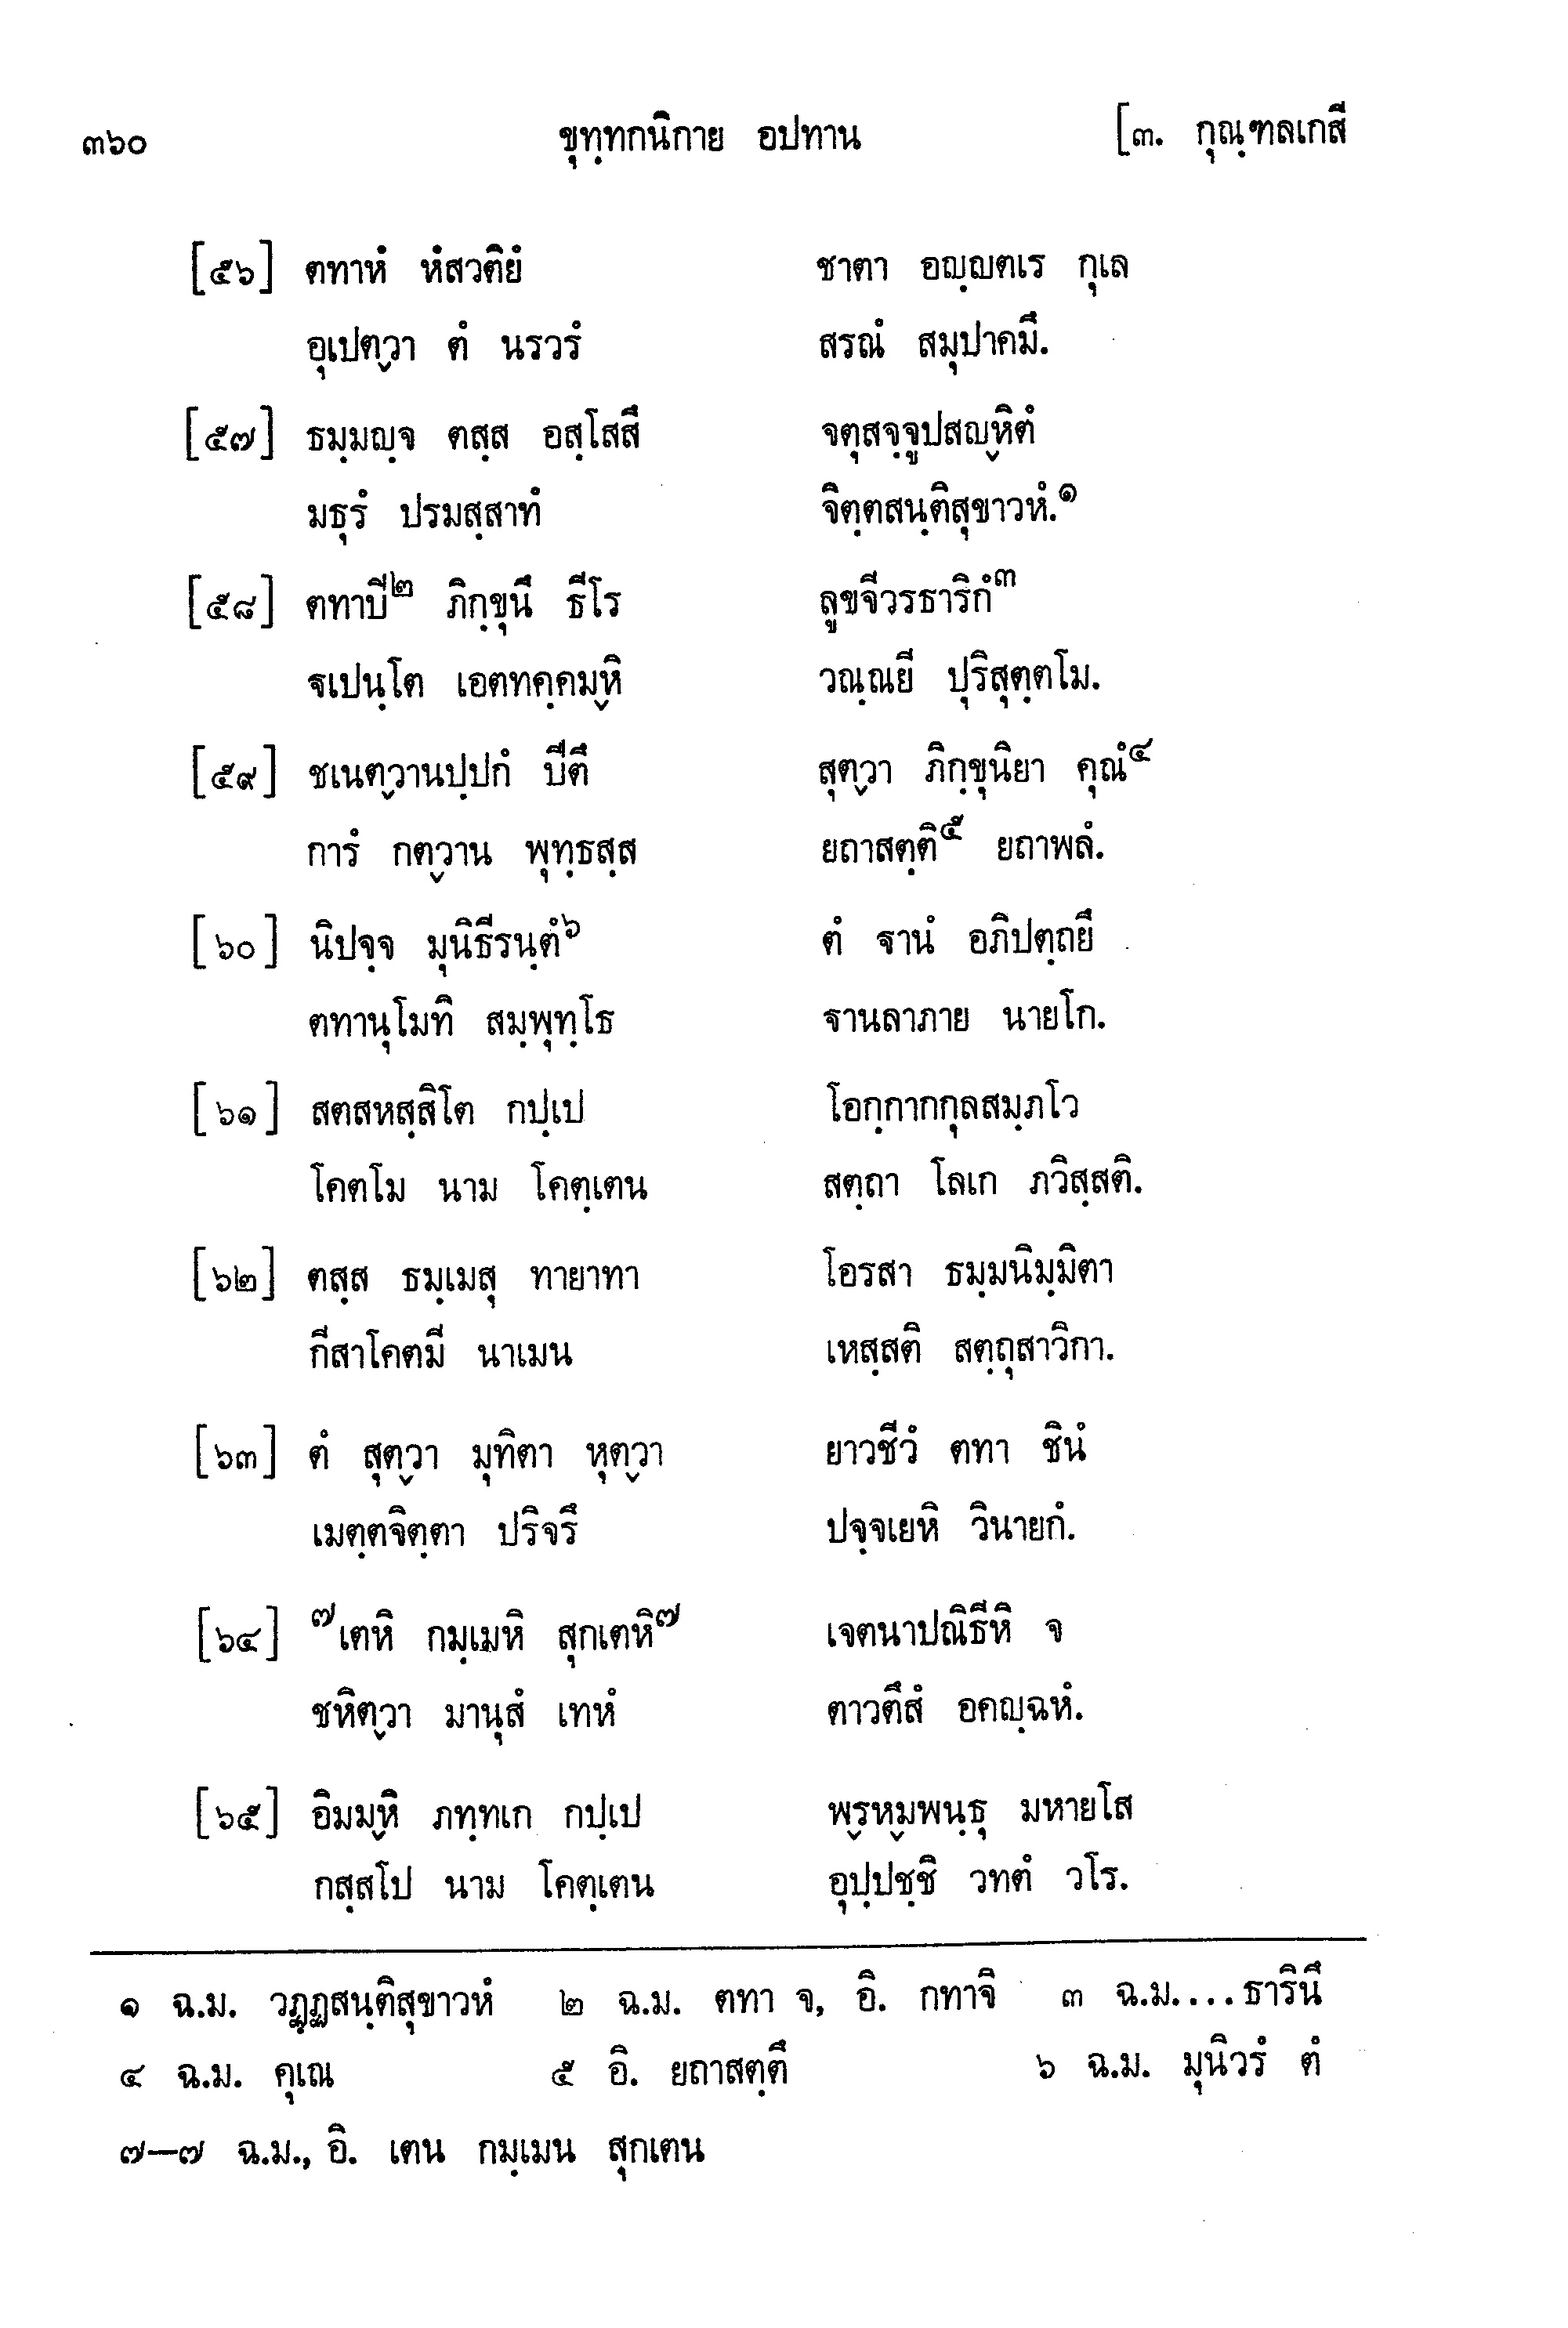 ๓๖๐ ขุทฺทกนิกาย อปทาน [๓. กุณฺฑลเกสี
[๕๖] ตทาหํ หํสวติยํ ชาตา อญฺญตเร กุเล
อุเปตฺวา ตํ นรวรํ สรณํ สมุปาคมึ.
[๕๗] ธมฺมญฺจ ตสฺส อสฺโสสึ จตุสจฺจูปสญฺหิตํ
มธุรํ ปรมสฺสาทํ จิตฺตสนฺติสุขาวหํ.๑
[๕๘] ตทาปี๒ ภิกฺขุนึ ธีโร ลูขจีวรธาริกํ๓
ฐเปนฺโต เอตทคฺคมฺหิ วณฺณยี ปุริสุตฺตโม.
[๕๙] ชเนตฺวานปฺปกํ ปีตึ สุตฺวา ภิกฺขุนิยา คุณํ๔
การํ กตฺวาน พุทฺธสฺส ยถาสตฺติ๕ ยถาพลํ.
[๖๐] นิปจฺจ มุนิธีรนฺตํ๖ ตํ ฐานํ อภิปตฺถยึ
ตทานุโมทิ สมฺพุทฺโธ ฐานลาภาย นายโก.
[๖๑] สตสหสฺสิโต กปฺเป โอกฺกากกุลสมฺภโว
โคตโม นาม โคตฺเตน สตฺถา โลเก ภวิสฺสติ.
[๖๒] ตสฺส ธมฺเมสุ ทายาทา โอรสา ธมฺมนิมฺมิตา
กีสาโคตมี นาเมน เหสฺสติ สตฺถุสาวิกา.
[๖๓] ตํ สุตฺวา มุทิตา หุตฺวา ยาวชีวํ ตทา ชินํ
เมตฺตจิตฺตา ปริจรึ ปจฺจเยหิ วินายกํ.
[๖๔] ๗เตหิ กมฺเมหิ สุกเตหิ๗ เจตนาปณิธีหิ จ
ชหิตฺวา มานุสํ เทหํ ตาวตึสํ อคญฺฉหํ.
[๖๕] อิมมฺหิ ภทฺทเก กปฺเป พฺรหฺมพนฺธุ มหายโส
กสฺสโป นาม โคตฺเตน อุปฺปชฺชิ วทตํ วโร.
๑ ฉ.ม. วฏฺฏสนฺติสุขาวหํ ๒ ฉ.ม. ตทา จ, อิ. กทาจิ ๓ ฉ.ม....ธารินึ
๔ ฉ.ม. คุเณ ๕ อิ. ยถาสตฺตึ ๖ ฉ.ม. มุนิวรํ ตํ
๗—๗ ฉ.ม., อิ. เตน กมฺเมน สุกเตน